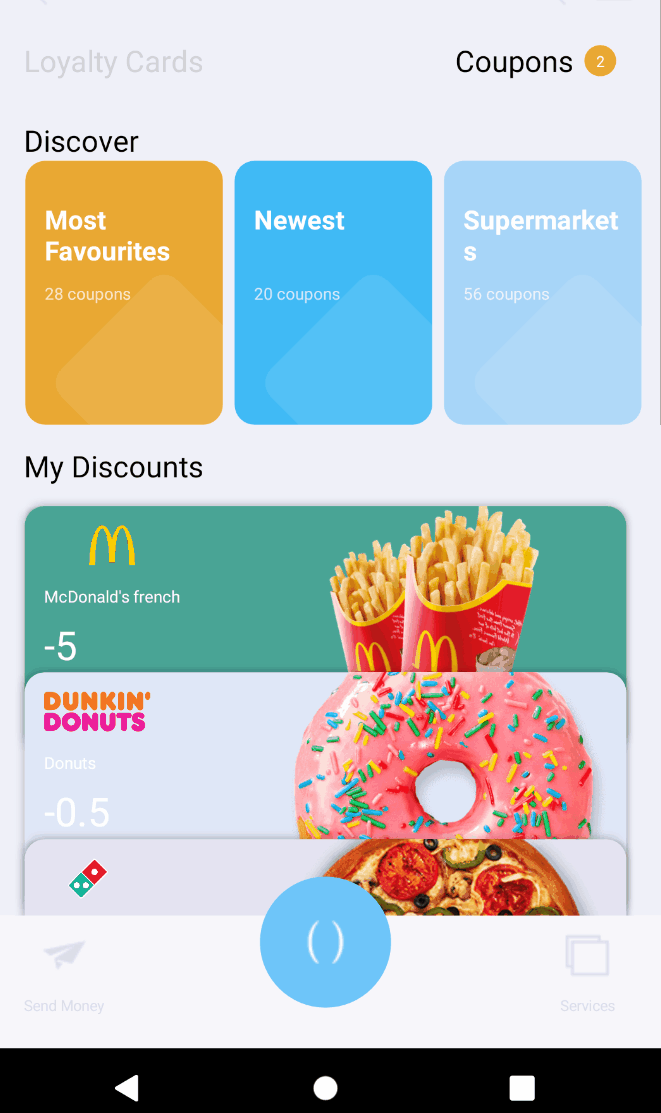 Loyalty Cards
Coupons 2
Discover
Most
Favourites
28 coupons
Newest
20 coupons
Supermarket
s
56 coupons
My Discounts
McDonald's french
-5
DUNKIN'
DONUTS
Donuts
-0.5
( )
Send Money
Services